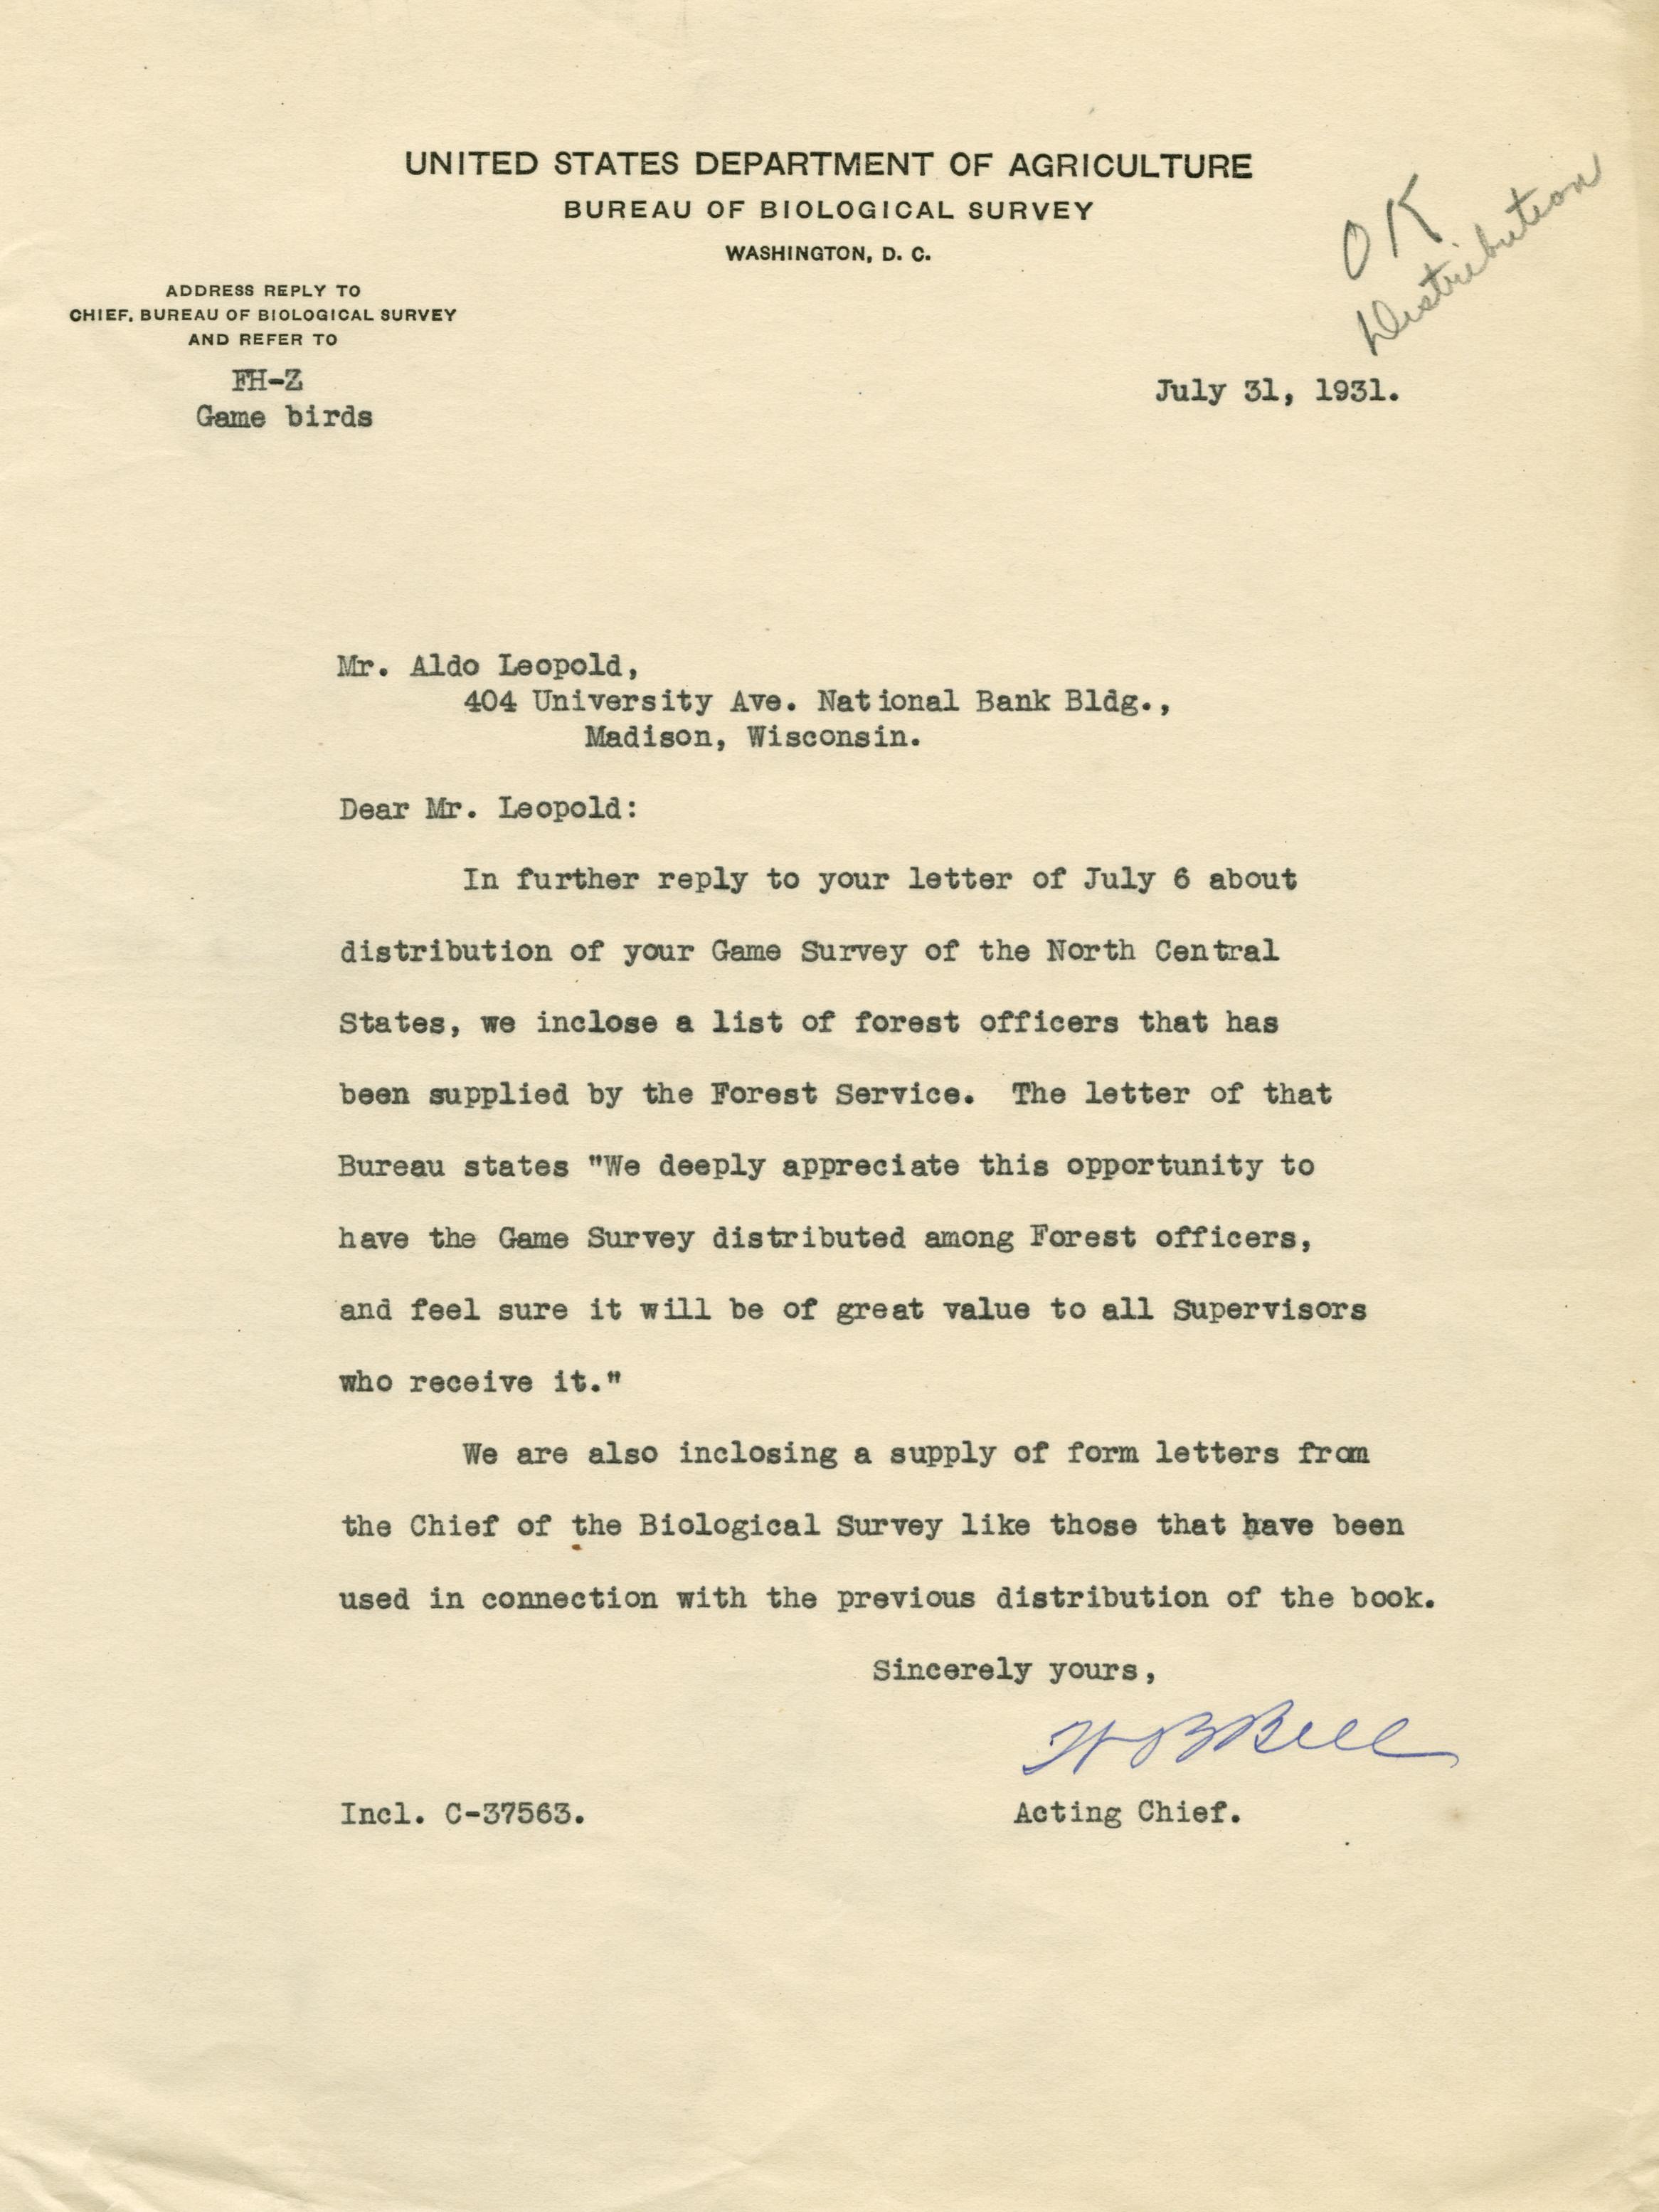 UNITED STATES DEPARTMENT OF AGRICULTURE
BUREAU OF BIOLOGICAL SURVEY
WASHINGTON, D. C.
OK
Distribution
ADDRESS REPLY TO
CHIEF, BUREAU OF BIOLOGICAL SURVEY
AND REFER TO
FH-Z
Game birds
July 31, 1931.
Mr. Aldo Leopold,
404 University Ave. National Bank Bldg.,
Madison, Wisconsin.
Dear Mr. Leopold:
In further reply to your letter of July 6 about
distribution of your Game Survey of the North Central
States, we inclose a list of forest officers that has
been supplied by the Forest Service. The letter of that
Bureau states "We deeply appreciate this opportunity to
have the Game Survey distributed among Forest officers,
and feel sure it will be of great value to all Supervisors
who receive it."
We are also inclosing a supply of form letters from
the Chief of the Biological Survey like those that have been
used in connection with the previous distribution of the book.
Sincerely yours,
W B Bell
Incl. C-37563.
Acting Chief.